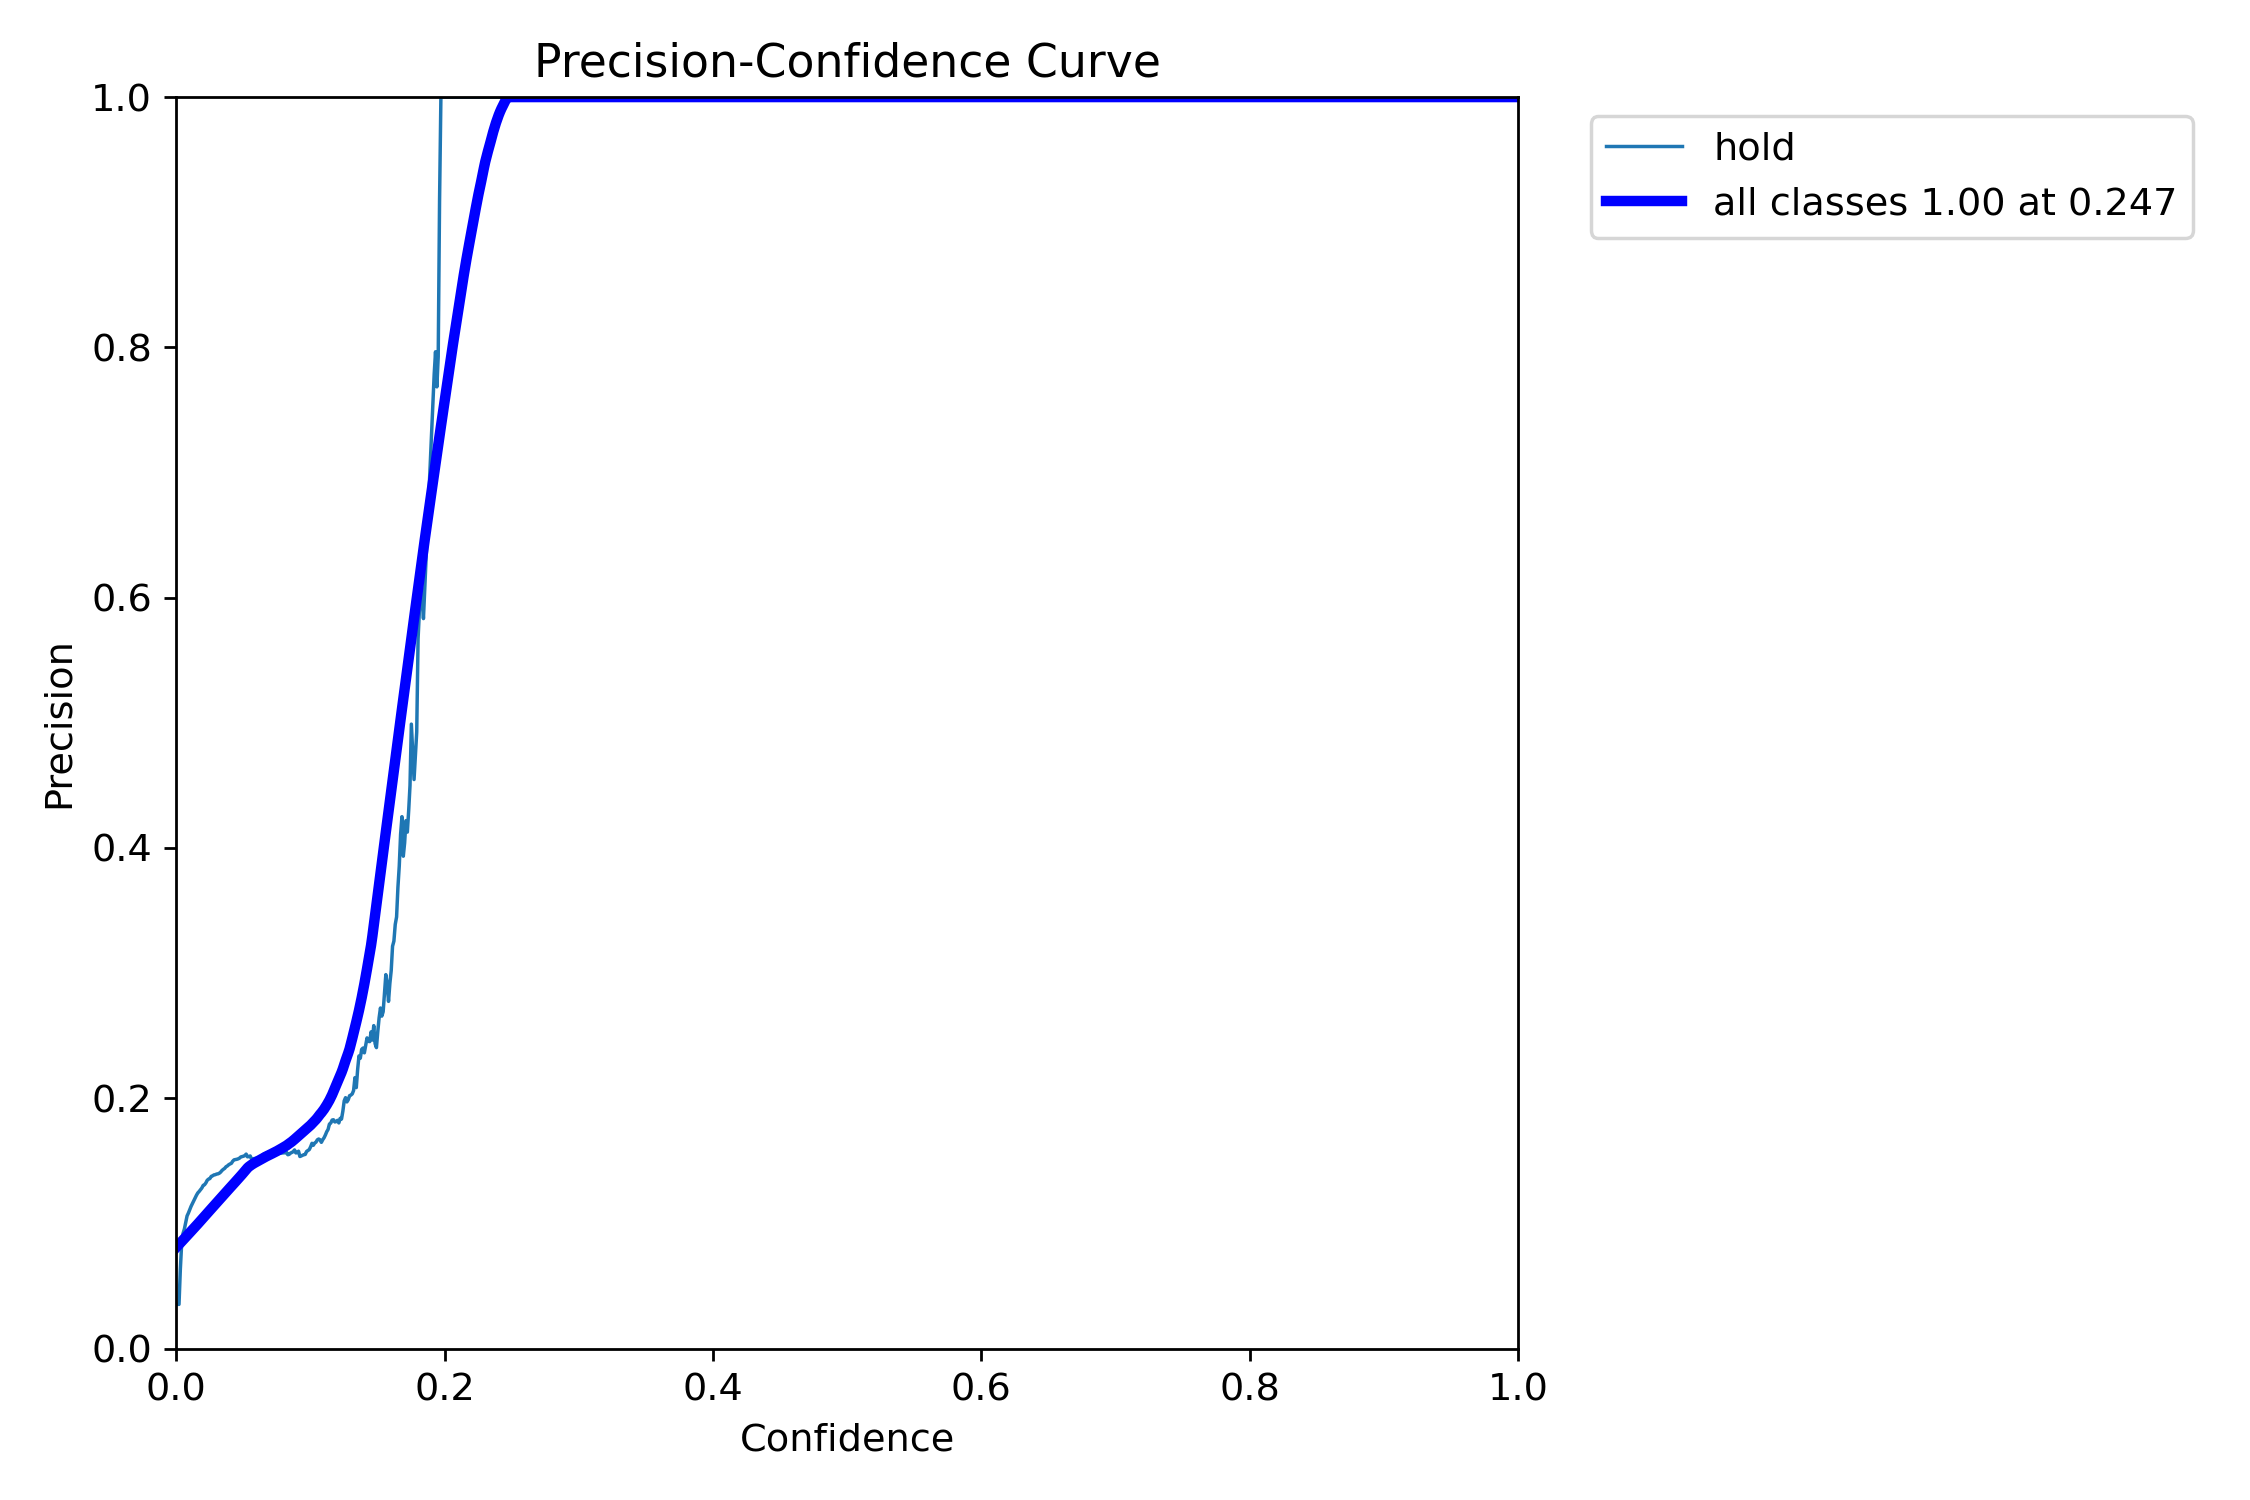 Precision-Confidence Curve
1.0
0.8
0.6
0.4
0.2
0.0
Precision
0.0 0.2 0.4 0.6 0.8 1.0
Confidence
hold
all classes 1.00 at 0.247